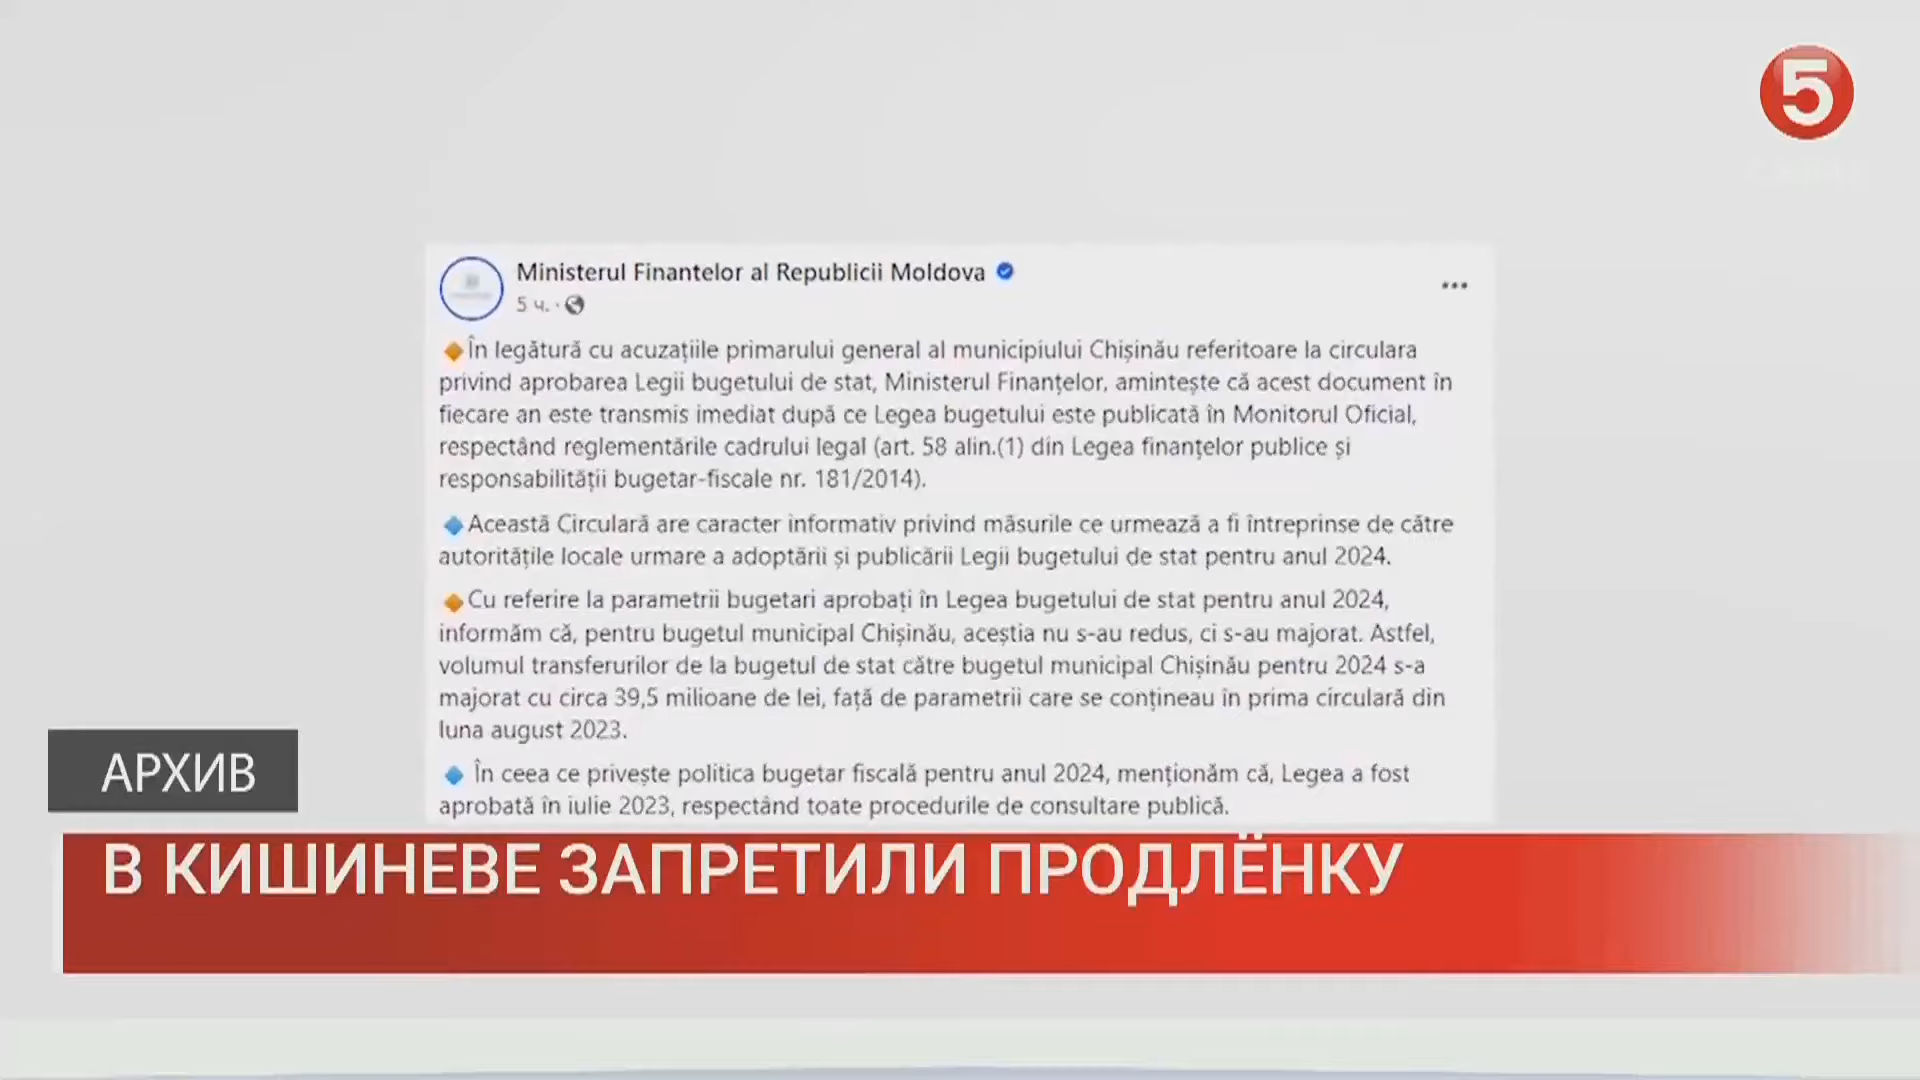 5
Ministerul Finantelor al Republicii Moldova
5 ч. ·
În legătură cu acuzațiile primarului general al municipiului Chișinău referitoare la circulara
privind aprobarea Legii bugetului de stat, Ministerul Finanțelor, amintește că acest document în
fiecare an este transmis imediat după ce Legea bugetului este publicată în Monitorul Oficial,
respectând reglementările cadrului legal (art. 58 alin.(1) din Legea finanțelor publice și
responsabilității bugetar-fiscale nr. 181/2014).
Această Circulară are caracter informativ privind măsurile ce urmează a fi întreprinse de către
autoritățile locale urmare a adoptării și publicării Legii bugetului de stat pentru anul 2024.
Cu referire la parametrii bugetari aprobați în Legea bugetului de stat pentru anul 2024,
informăm că, pentru bugetul municipal Chișinău, aceștia nu s-au redus, ci s-au majorat. Astfel,
volumul transferurilor de la bugetul de stat către bugetul municipal Chișinău pentru 2024 s-a
majorat cu circa 39,5 milioane de lei, față de parametrii care se conțineau în prima circulară din
luna august 2023.
În ceea ce privește politica bugetar fiscală pentru anul 2024, menționăm că, Legea a fost
aprobată în iulie 2023, respectând toate procedurile de consultare publică.
АРХИВ
В КИШИНЕВЕ ЗАПРЕТИЛИ ПРОДЛЁНКУ